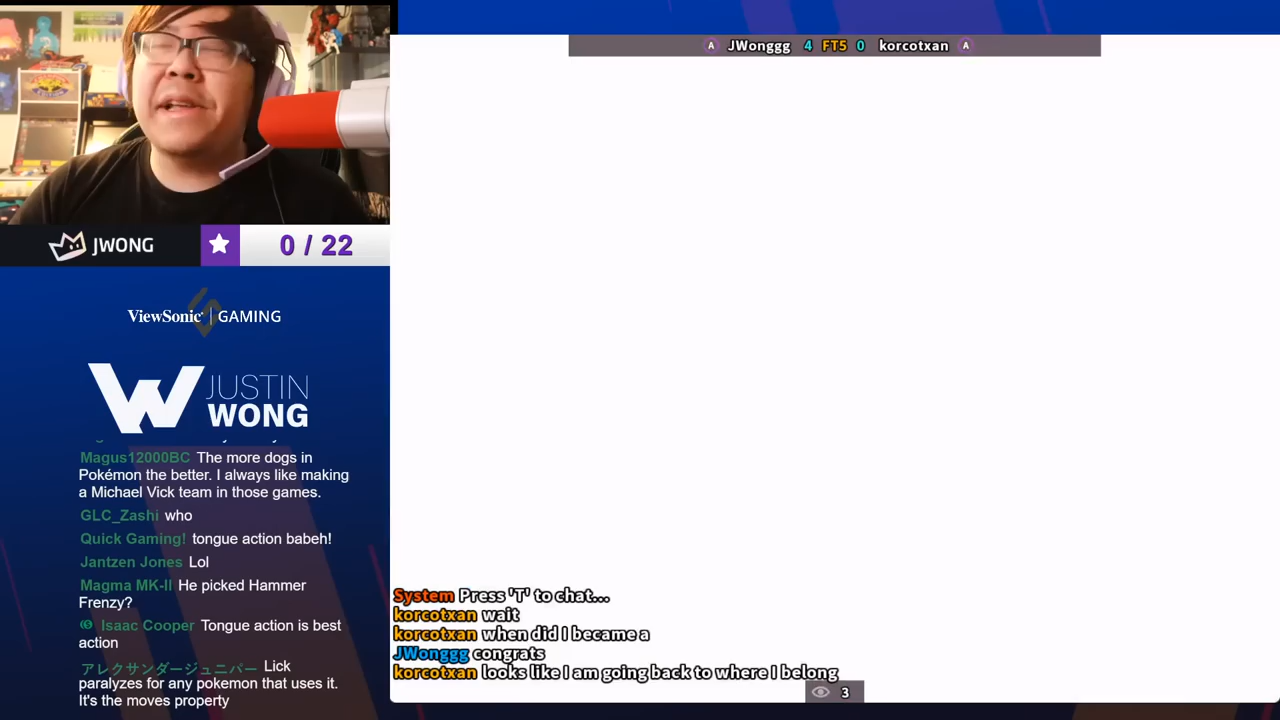 A JWonggg 4 FT5 0 korcotxan A
JWONG
0 / 22
ViewSonic | GAMING
JUSTIN
WONG
Magus12000BC The more dogs in
Pokémon the better. I always like making
a Michael Vick team in those games.
GLC_Zashi who
Quick Gaming! tongue action babeh!
Jantzen Jones Lol
Magma MK-II He picked Hammer
Frenzy?
Isaac Cooper Tongue action is best
action
アレクサンダージュニパー Lick
paralyzes for any pokemon that uses it.
It's the moves property
System Press 'T' to chat...
korcotxan wait
korcotxan when did I became a
JWonggg congrats
korcotxan looks like I am going back to where I belong
3